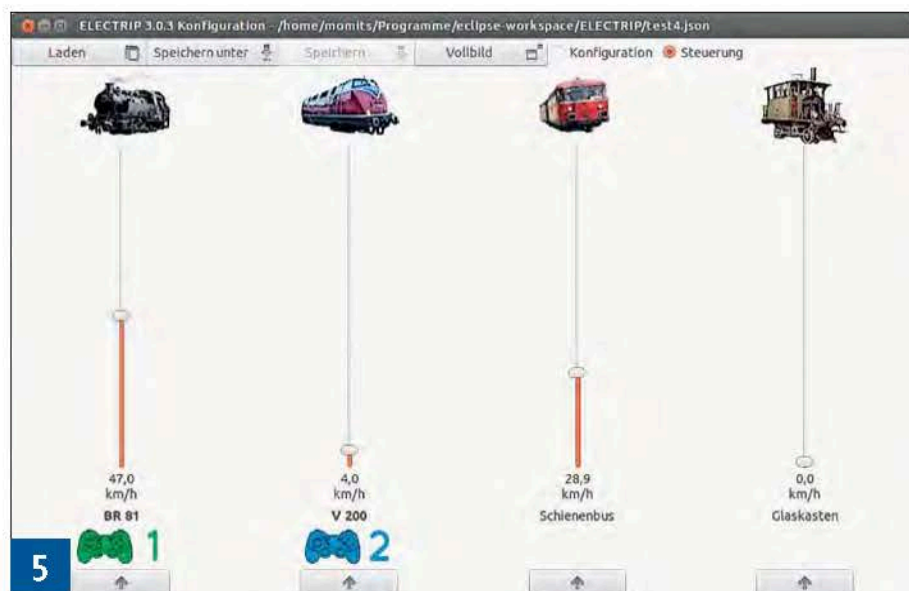 ELECTRIP 3.0.3 Konfiguration - /home/momits/Programme/eclipse-workspace/ELECTRIP/test4.json
Laden Speichern unter Speichern Vollbild Konfiguration Steuerung
47,0 4,0 28,9 0,0
km/h km/h km/h km/h
BR 81 V 200 Schienenbus Glaskasten
1 2
5